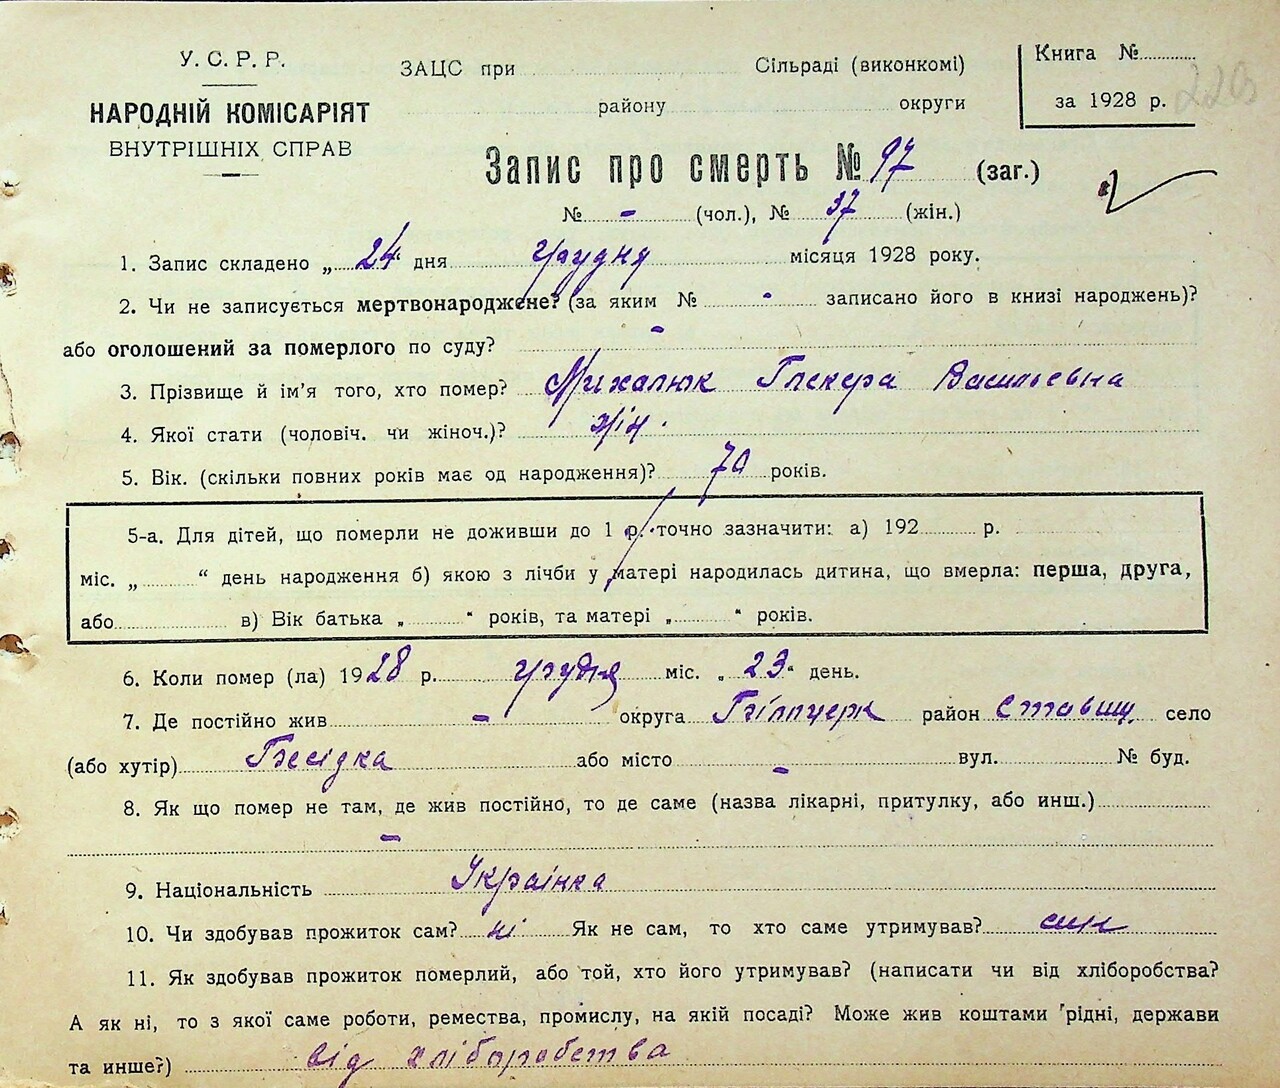 У. С. Р. Р.
НАРОДНІЙ КОМІСАРІЯТ
ВНУТРІШНІХ СПРАВ
ЗАЦС при Сільраді (виконкомі)
району округи
Книга №
за 1928 р.
220
Запис про смерть № 97 (заг.)
№ - (чол.), № 37 (жін.)
1. Запис складено „ 24 дня грудня місяця 1928 року.
2. Чи не записується мертвонароджене? (за яким № - записано його в книзі народжень)?
або оголошений за померлого по суду? -
3. Прізвище й ім'я того, хто помер? Михалюк Васильевна
4. Якої стати (чоловіч. чи жіноч.)? жін.
5. Вік. (скільки повних років має од народження)? 70 років.
5-а. Для дітей, що померли не доживши до 1 р. точно зазначити: а) 192 р.
міс. „ “ день народження б) якою з лічби у матері народилась дитина, що вмерла: перша, друга,
або в) Вік батька „ “ років, та матері „ “ років.
6. Коли помер (ла) 1928 р. грудня міс. „ 23 “ день.
7. Де постійно жив - округа Білоцерк район Ставищ. село
(або хутір) Бесідка або місто - вул. № буд.
8. Як що помер не там, де жив постійно, то де саме (назва лікарні, притулку, або инш.)
-
9. Національність Українка
10. Чи здобував прожиток сам? ні Як не сам, то хто саме утримував? син
11. Як здобував прожиток померлий, або той, хто його утримував? (написати чи від хліборобства?
А як ні, то з якої саме роботи, ремества, промислу, на якій посаді? Може жив коштами рідні, держави
та инше?) від хліборобства